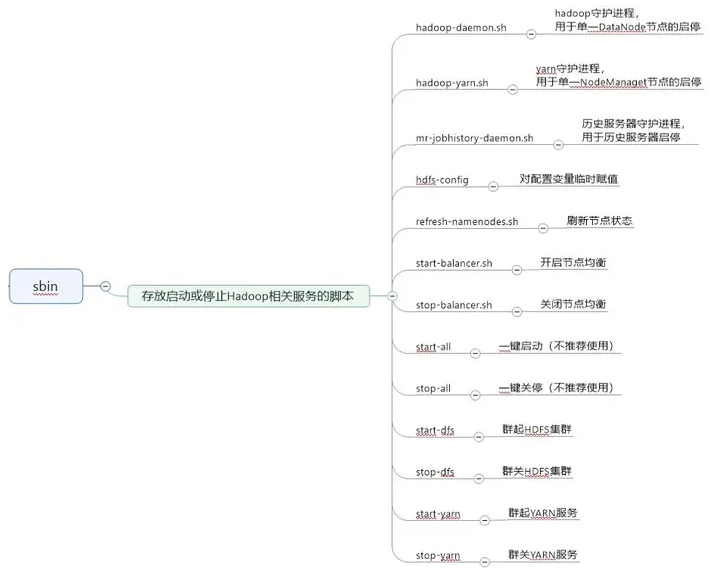 sbin
存放启动或停止Hadoop相关服务的脚本
hadoop-daemon.sh
hadoop守护进程,
用于单一DataNode节点的启停
hadoop-yarn.sh
yarn守护进程,
用于单一NodeManaget节点的启停
mr-jobhistory-daemon.sh
历史服务器守护进程,
用于历史服务器启停
hdfs-config
对配置变量临时赋值
refresh-namenodes.sh
刷新节点状态
start-balancer.sh
开启节点均衡
stop-balancer.sh
关闭节点均衡
start-all
一键启动（不推荐使用）
stop-all
一键关停（不推荐使用）
start-dfs
群起HDFS集群
stop-dfs
群关HDFS集群
start-yarn
群起YARN服务
stop-yarn
群关YARN服务